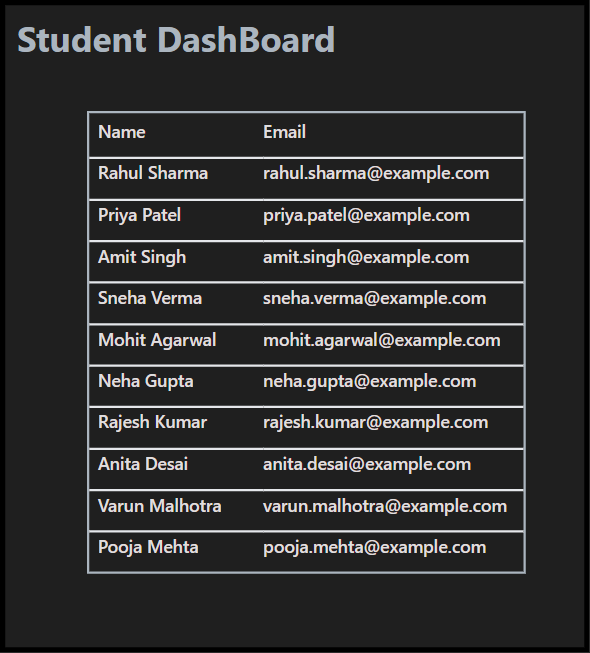 Student DashBoard
Name Email
Rahul Sharma rahul.sharma@example.com
Priya Patel priya.patel@example.com
Amit Singh amit.singh@example.com
Sneha Verma sneha.verma@example.com
Mohit Agarwal mohit.agarwal@example.com
Neha Gupta neha.gupta@example.com
Rajesh Kumar rajesh.kumar@example.com
Anita Desai anita.desai@example.com
Varun Malhotra varun.malhotra@example.com
Pooja Mehta pooja.mehta@example.com